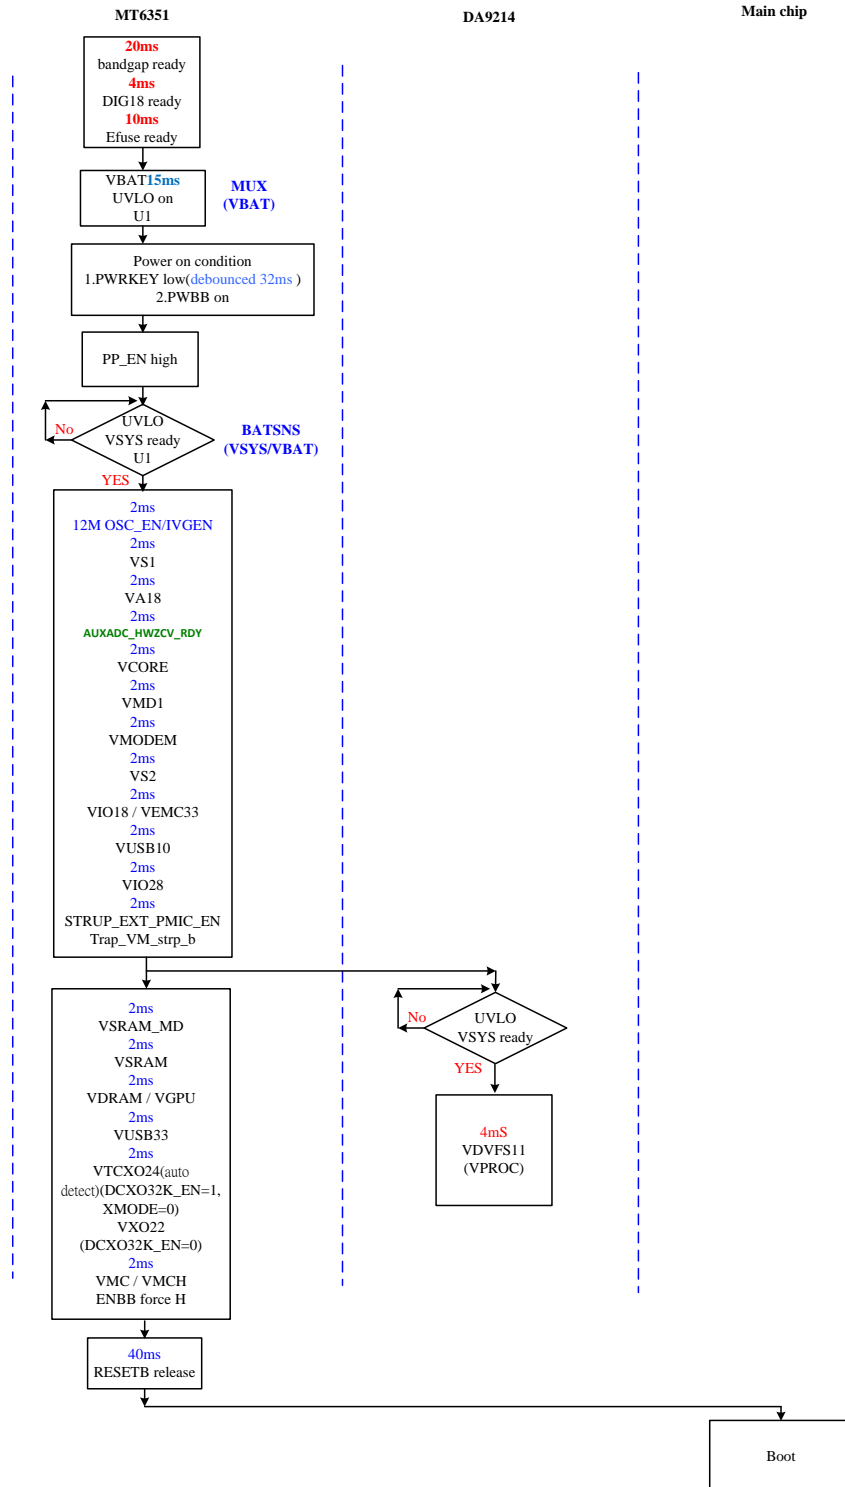 MT6351
DA9214
Main chip
20ms
bandgap ready
4ms
DIG18 ready
10ms
Efuse ready
VBAT15ms
UVLO on
U1
MUX
(VBAT)
Power on condition
1.PWRKEY low(debounced 32ms )
2.PWBB on
PP_EN high
UVLO
VSYS ready
U1
No
YES
BATSNS
(VSYS/VBAT)
2ms
12M OSC_EN/IVGEN
2ms
VS1
2ms
VA18
2ms
AUXADC_HWZCV_RDY
2ms
VCORE
2ms
VMD1
2ms
VMODEM
2ms
VS2
2ms
VIO18 / VEMC33
2ms
VUSB10
2ms
VIO28
2ms
STRUP_EXT_PMIC_EN
Trap_VM_strp_b
2ms
VSRAM_MD
2ms
VSRAM
2ms
VDRAM / VGPU
2ms
VUSB33
2ms
VTCXO24(auto
detect)(DCXO32K_EN=1,
XMODE=0)
VXO22
(DCXO32K_EN=0)
2ms
VMC / VMCH
ENBB force H
No
UVLO
VSYS ready
YES
4mS
VDVFS11
(VPROC)
40ms
RESETB release
Boot